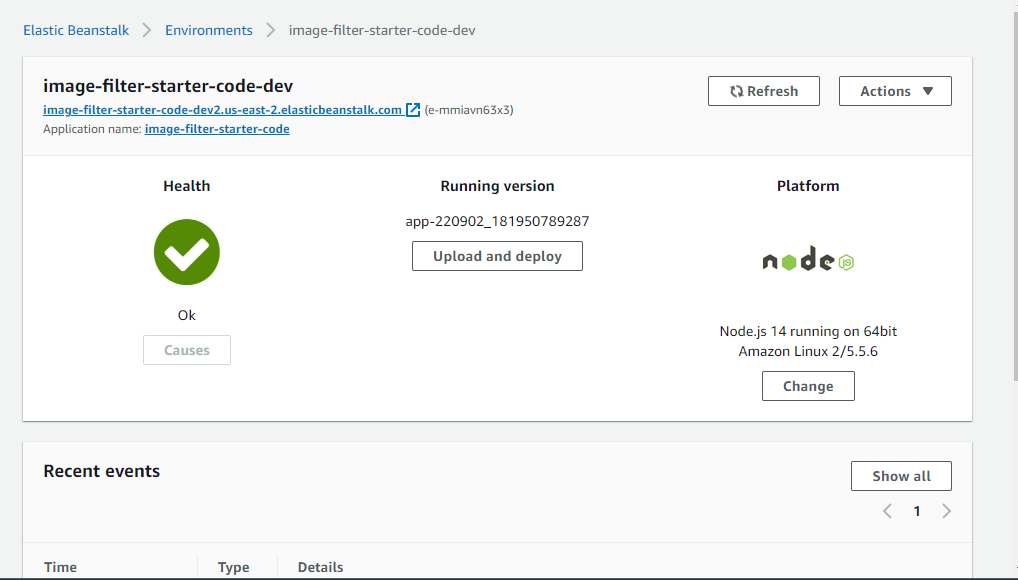 Elastic Beanstalk > Environments > image-filter-starter-code-dev
image-filter-starter-code-dev
Refresh
Actions ▼
image-filter-starter-code-dev2.us-east-2.elasticbeanstalk.com (e-mmiavn63x3)
Application name: image-filter-starter-code
Health
Ok
Causes
Running version
app-220902_181950789287
Upload and deploy
Platform
node JS
Node.js 14 running on 64bit
Amazon Linux 2/5.5.6
Change
Recent events
Show all
< 1 >
Time Type Details